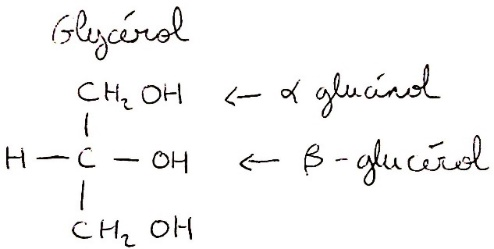 Glycérol
CH₂ OH ← α glucérol
H — C — OH ← β - glucérol
CH₂ OH